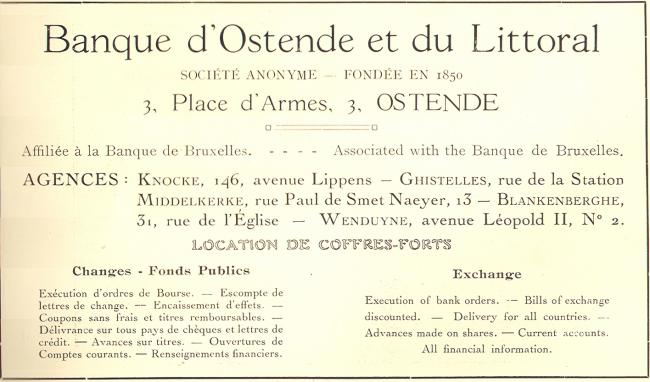 Banque d'Ostende et du Littoral
SOCIÉTÉ ANONYME — FONDÉE EN 1850
3, Place d'Armes, 3, OSTENDE
Affiliée à la Banque de Bruxelles. - - - - Associated with the Banque de Bruxelles.
AGENCES : KNOCKE, 146, avenue Lippens — GHISTELLES, rue de la Station
MIDDELKERKE, rue Paul de Smet Naeyer, 13 — BLANKENBERGHE,
31, rue de l'Église — WENDUYNE, avenue Léopold II, N° 2.
LOCATION DE COFFRES-FORTS
Changes - Fonds Publics
Exécution d'ordres de Bourse. — Escompte de
lettres de change. — Encaissement d'effets. —
Coupons sans frais et titres remboursables. —
Délivrance sur tous pays de chèques et lettres de
crédit. — Avances sur titres. — Ouvertures de
Comptes courants. — Renseignements financiers.
Exchange
Execution of bank orders. — Bills of exchange
discounted. — Delivery for all countries. —
Advances made on shares. — Current accounts.
All financial information.